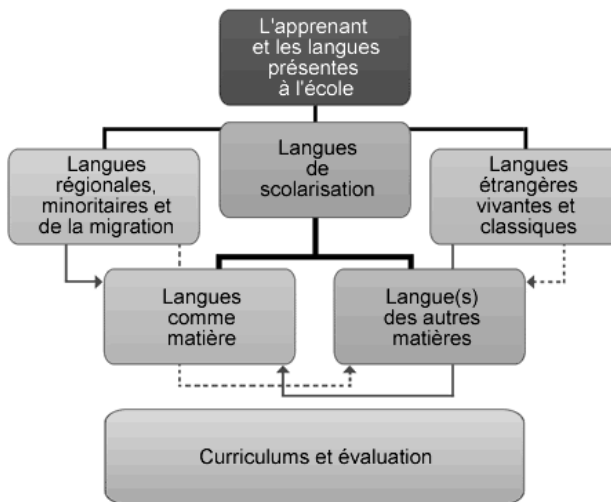 L'apprenant
et les langues
présentes
à l'école
Langues
régionales,
minoritaires et
de la migration
Langues
de
scolarisation
Langues
étrangères
vivantes et
classiques
Langues
comme
matière
Langue(s)
des autres
matières
Curriculums et évaluation